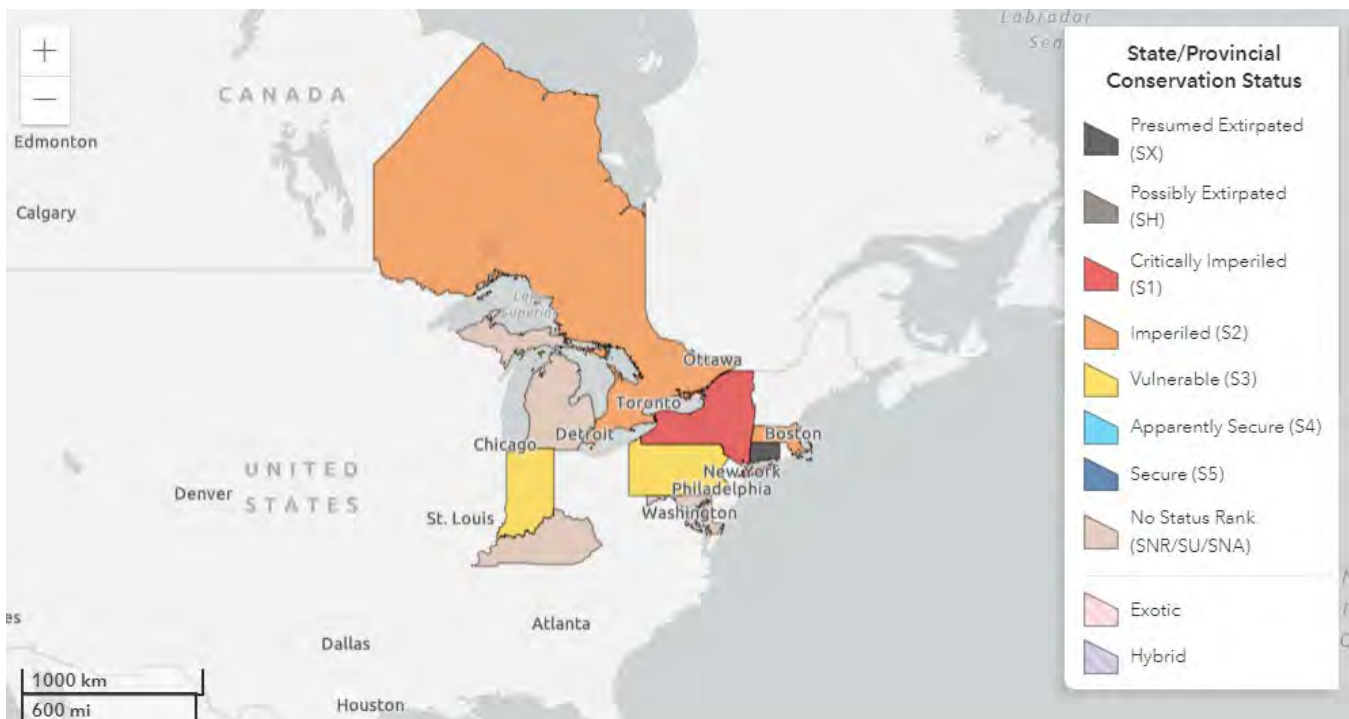 +
−
Labrador
Sea
CANADA
Edmonton
Calgary
Lake
Superior
Ottawa
Toronto
Detroit
Chicago
Boston
UNITED
STATES
Denver
New York
Philadelphia
Washington
St. Louis
Atlanta
Dallas
Houston
1000 km
600 mi
State/Provincial
Conservation Status
Presumed Extirpated
(SX)
Possibly Extirpated
(SH)
Critically Imperiled
(S1)
Imperiled (S2)
Vulnerable (S3)
Apparently Secure (S4)
Secure (S5)
No Status Rank
(SNR/SU/SNA)
Exotic
Hybrid